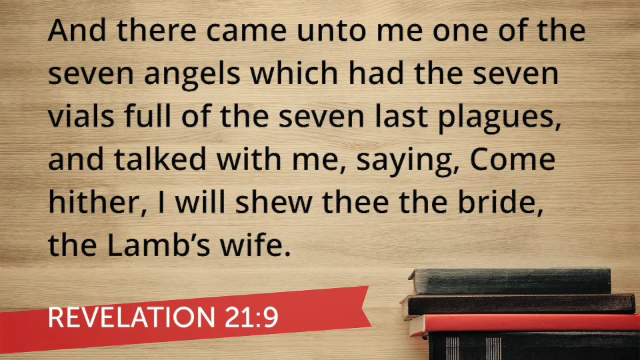 And there came unto me one of the
seven angels which had the seven
vials full of the seven last plagues,
and talked with me, saying, Come
hither, I will shew thee the bride,
the Lamb’s wife.
REVELATION 21:9